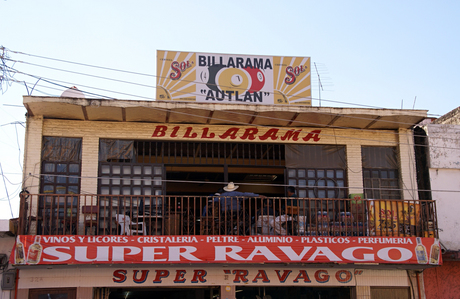 Sol
BILLARAMA
Sol
"AUTLAN"
BILLARAMA
VINOS Y LICORES - CRISTALERIA - PELTRE - ALUMINIO - PLASTICOS - PERFUMERIA
SUPER RAVAGO
SUPER "RAVAGO"